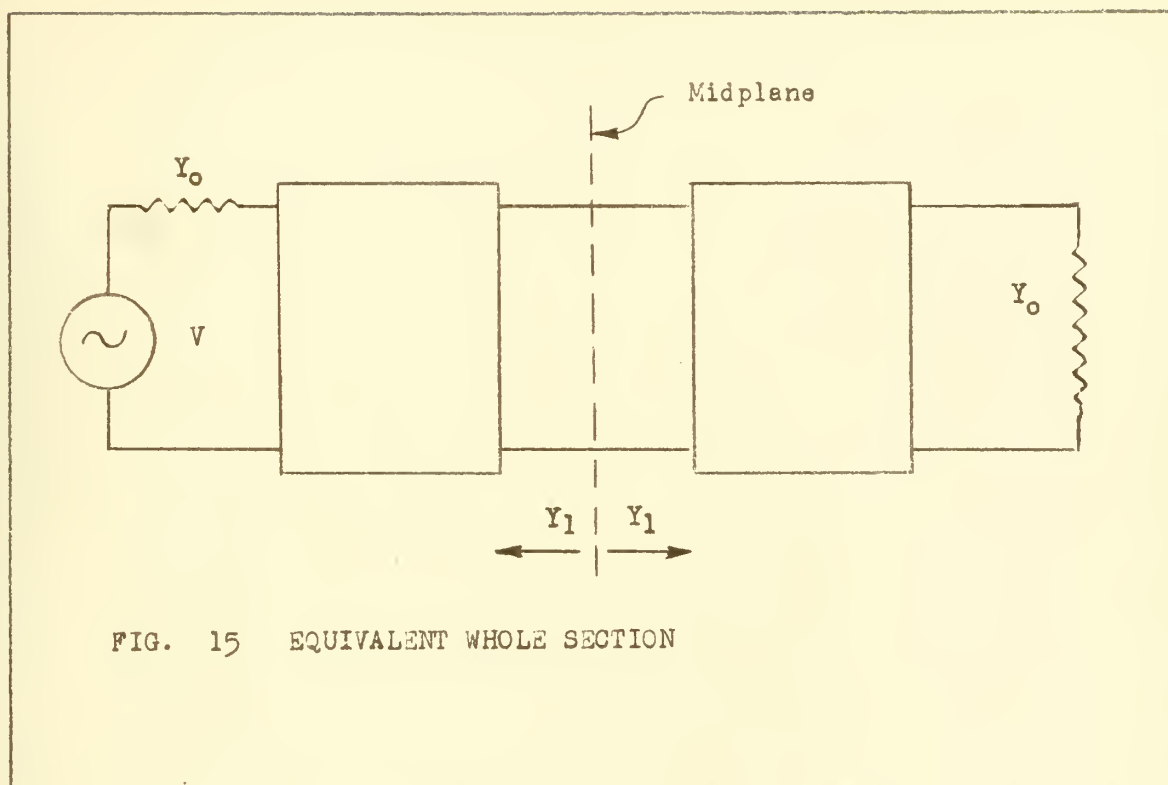 Midplane
Y₀
Y₀
V
Y₁ Y₁
FIG. 15 EQUIVALENT WHOLE SECTION